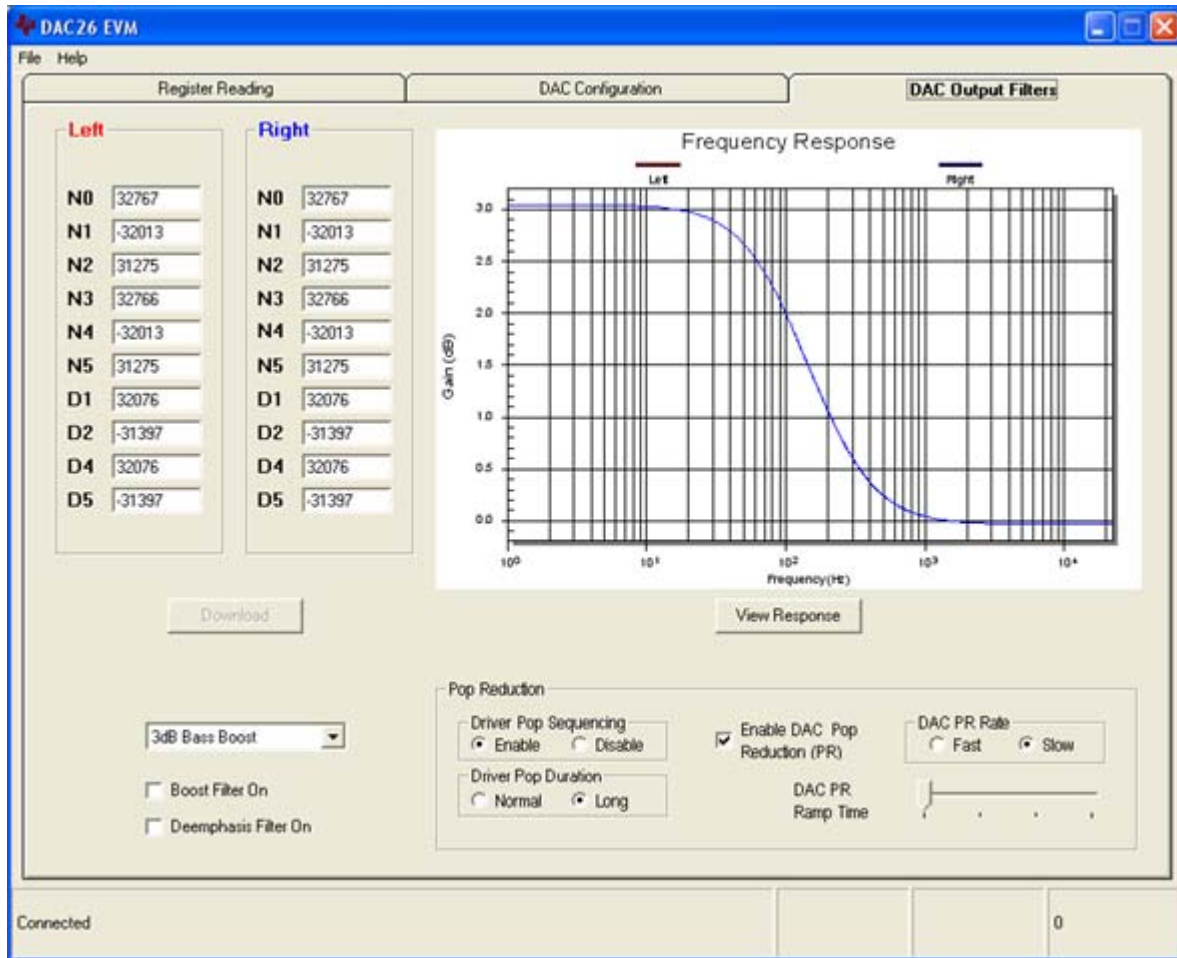 DAC26 EVM
File Help
Register Reading
DAC Configuration
DAC Output Filters
Left
N0 32767
N1 -32013
N2 31275
N3 32766
N4 -32013
N5 31275
D1 32076
D2 -31397
D4 32076
D5 -31397
Right
N0 32767
N1 -32013
N2 31275
N3 32766
N4 -32013
N5 31275
D1 32076
D2 -31397
D4 32076
D5 -31397
Frequency Response
Left
Right
Gain (dB)
3.0
2.5
2.0
1.5
1.0
0.5
0.0
10⁰ 10¹ 10² 10³ 10⁴
Frequency(Hz)
Download
View Response
3dB Bass Boost
Boost Filter On
Deemphasis Filter On
Pop Reduction
Driver Pop Sequencing
Enable Disable
Driver Pop Duration
Normal Long
Enable DAC Pop
Reduction (PR)
DAC PR Rate
Fast Slow
DAC PR
Ramp Time
Connected
0